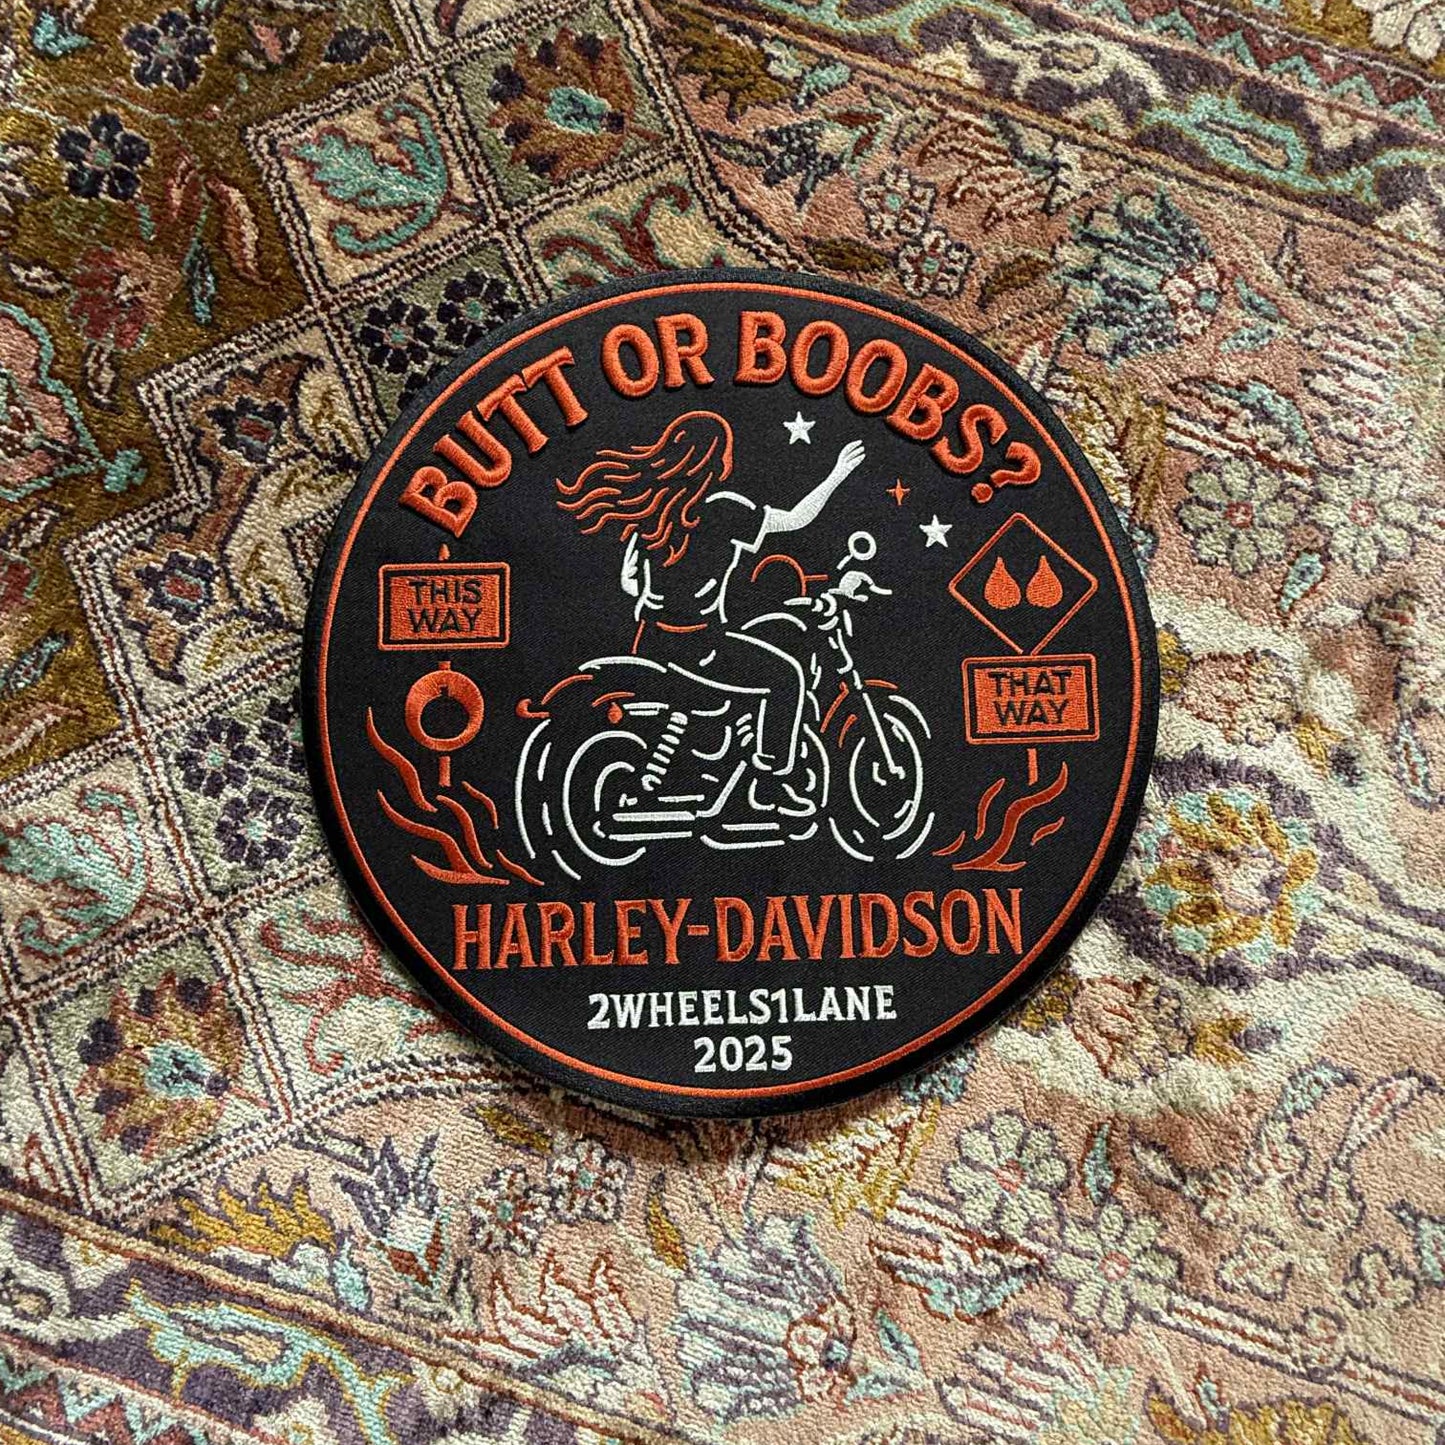 BUTT OR BOOBS?
THIS
WAY
THAT
WAY
HARLEY-DAVIDSON
2WHEELS1LANE
2025